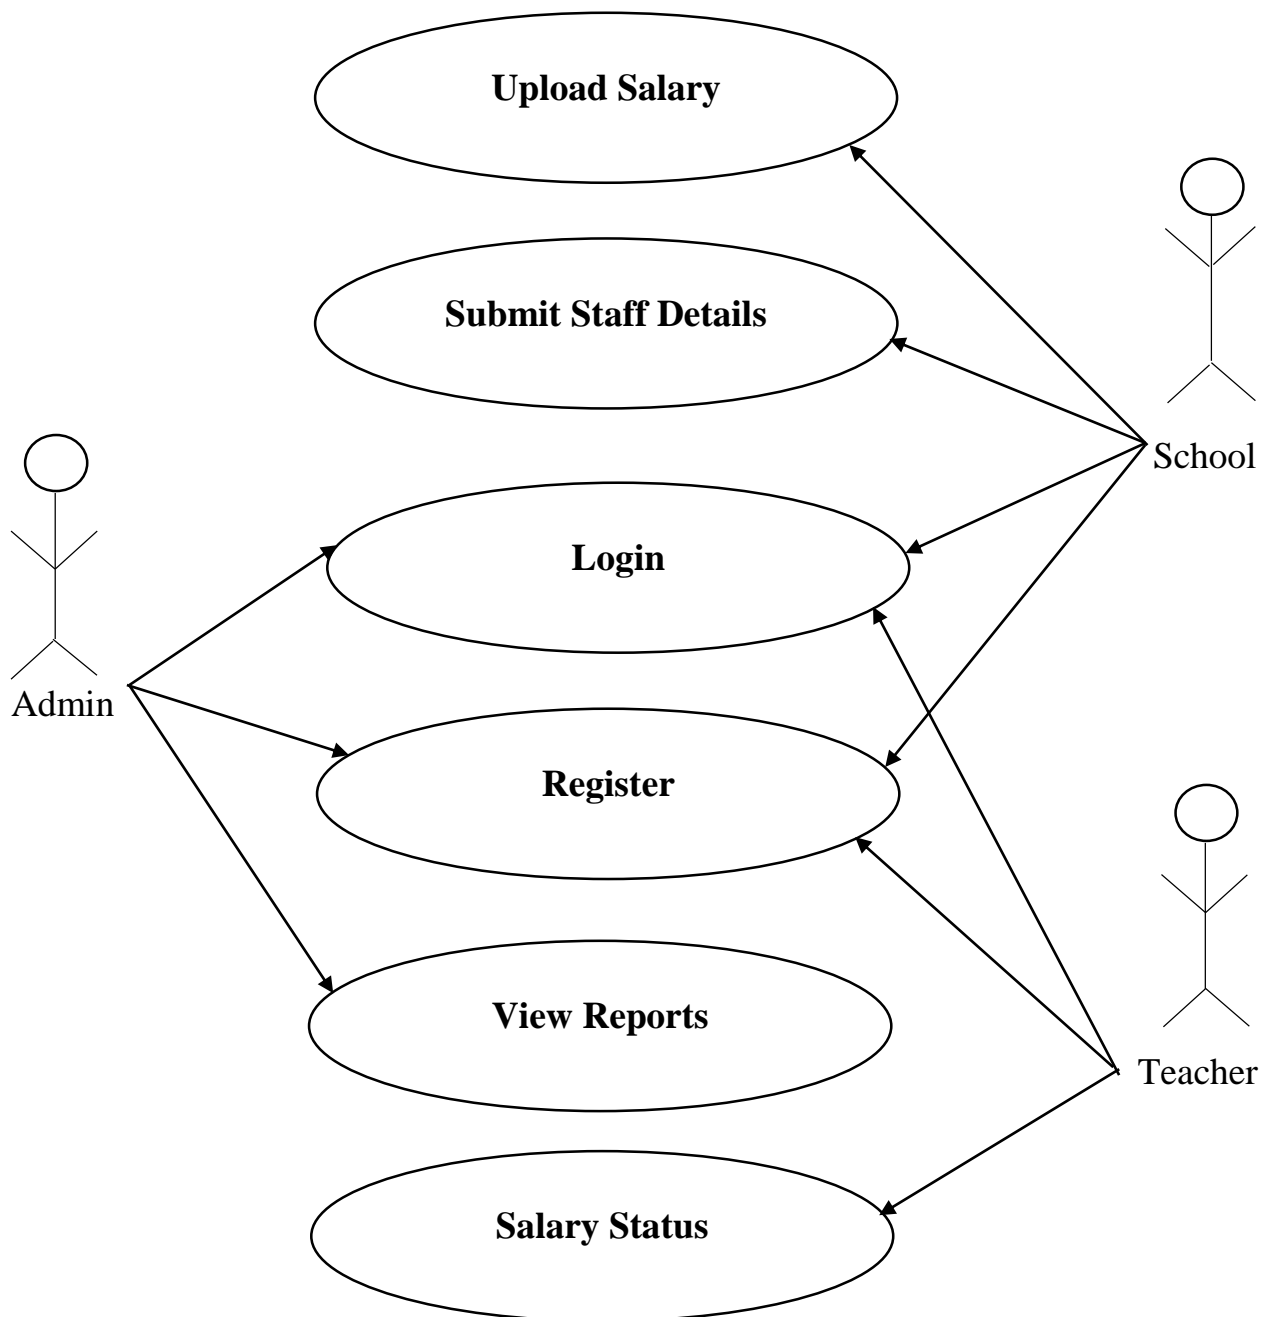 Upload Salary
Submit Staff Details
School
Login
Admin
Register
View Reports
Teacher
Salary Status